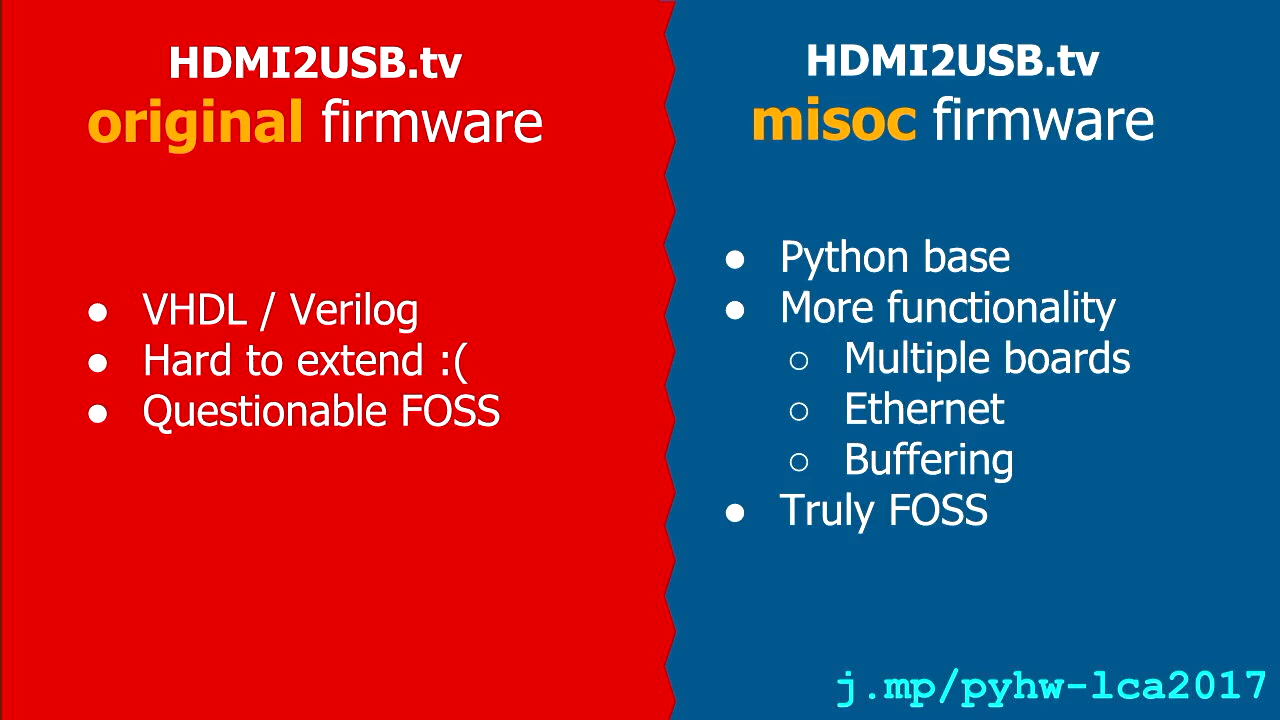 HDMI2USB.tv
original firmware
● VHDL / Verilog
● Hard to extend :(
● Questionable FOSS
HDMI2USB.tv
misoc firmware
● Python base
● More functionality
○ Multiple boards
○ Ethernet
○ Buffering
● Truly FOSS
j.mp/pyhw-lca2017